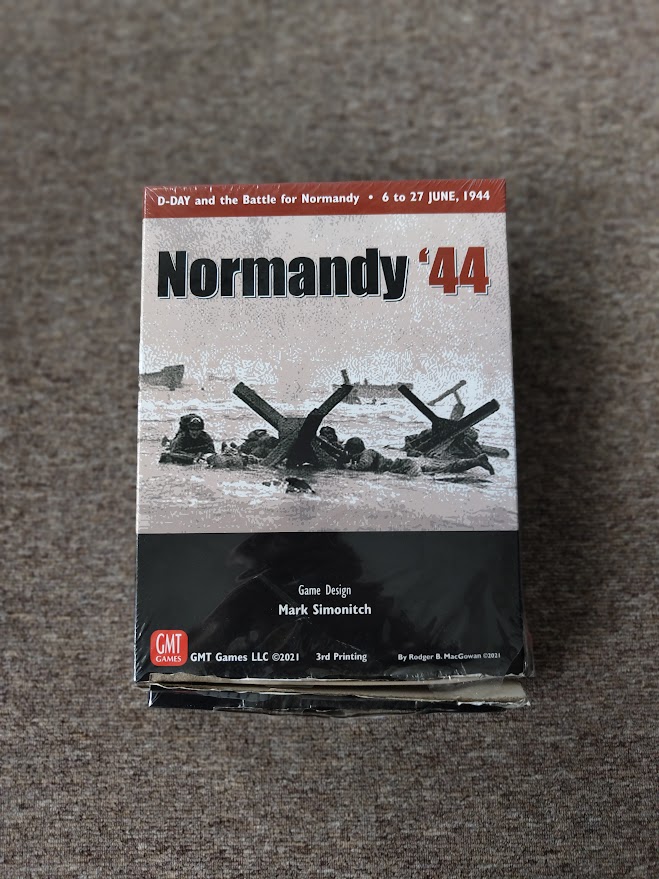 D-DAY and the Battle for Normandy • 6 to 27 JUNE, 1944
Normandy ‘44
Game Design
Mark Simonitch
GMT
GAMES
GMT Games LLC ©2021 3rd Printing By Rodger B. MacGowan ©2021